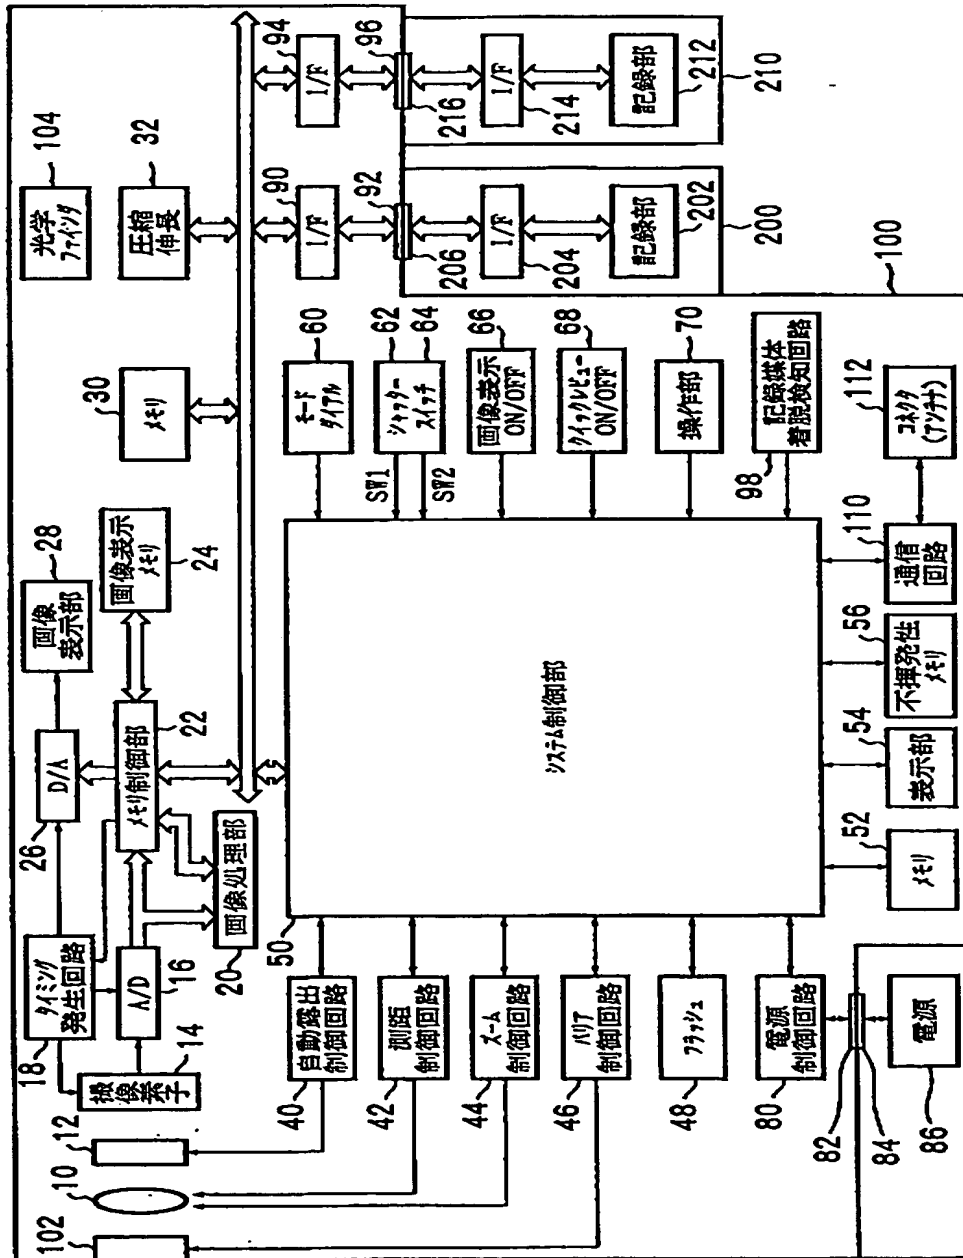 102
10
12
18
撮像素子
14
タイミング
発生回路
A/D
16
26
D/A
画像
表示部
28
メモリ制御部
22
画像表示
メモリ
24
20
画像処理部
30
メモリ
光学
ファインダ
104
圧縮
伸長
32
90
I/F
92
94
I/F
96
206
I/F
204
記録部
202
200
216
I/F
214
記録部
212
210
100
40
自動露出
制御回路
42
測距
制御回路
44
ズーム
制御回路
46
バリア
制御回路
48
フラッシュ
80
電源
制御回路
82
84
86
電源
50
システム制御部
モード
ダイアル
60
SW1
SW2
シャッター
スイッチ
62
64
画像表示
ON/OFF
66
クイックレビュー
ON/OFF
68
操作部
70
98
記録媒体
着脱検知回路
メモリ
52
表示部
54
不揮発性
メモリ
56
通信
回路
110
コネクタ
(アンテナ)
112